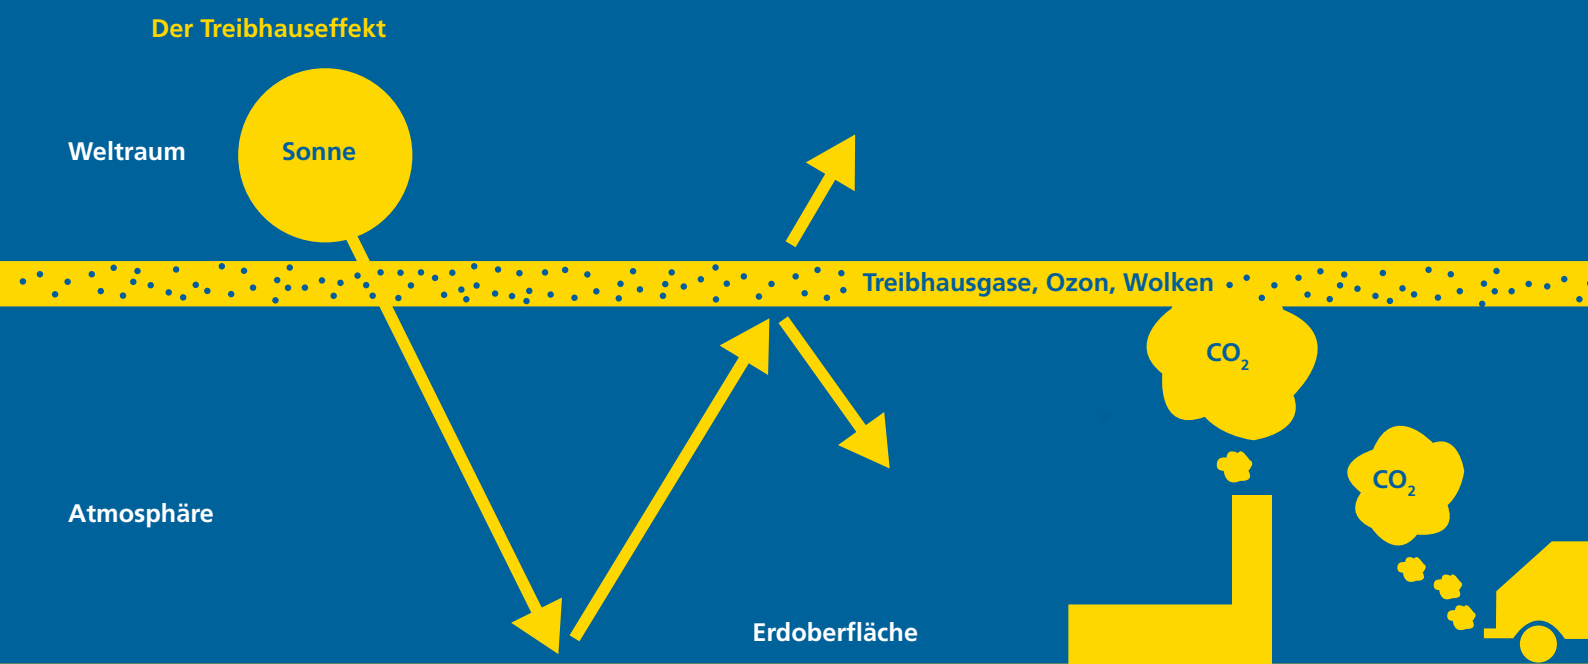 Der Treibhauseffekt
Weltraum
Sonne
Treibhausgase, Ozon, Wolken
CO₂
CO₂
Atmosphäre
Erdoberfläche